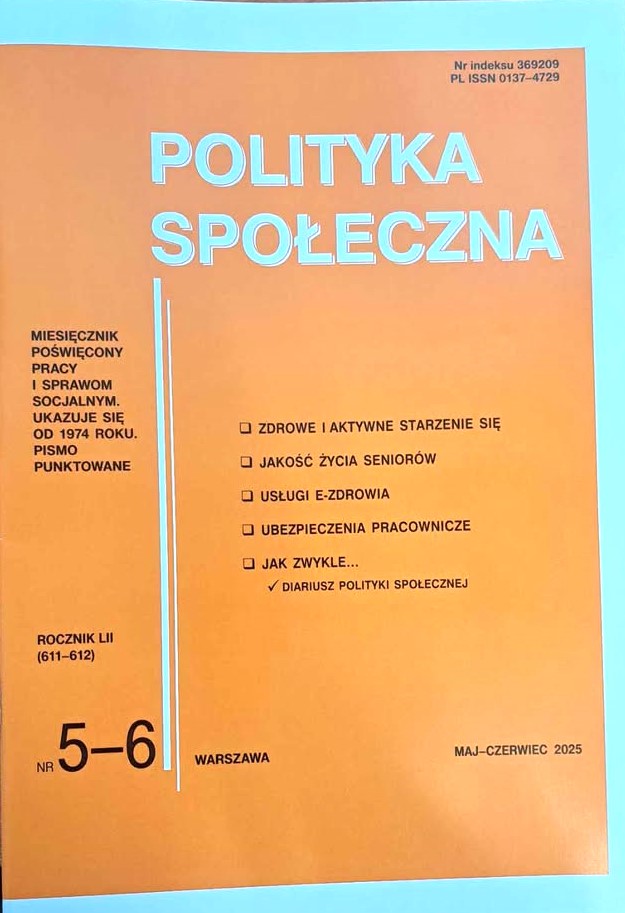 Nr indeksu 369209
PL ISSN 0137–4729
POLITYKA
SPOŁECZNA
MIESIĘCZNIK
POŚWIĘCONY
PRACY
I SPRAWOM
SOCJALNYM.
UKAZUJE SIĘ
OD 1974 ROKU.
PISMO
PUNKTOWANE
❑ ZDROWE I AKTYWNE STARZENIE SIĘ
❑ JAKOŚĆ ŻYCIA SENIORÓW
❑ USŁUGI E-ZDROWIA
❑ UBEZPIECZENIA PRACOWNICZE
❑ JAK ZWYKLE...
✓ DIARIUSZ POLITYKI SPOŁECZNEJ
ROCZNIK LII
(611–612)
NR 5–6
WARSZAWA
MAJ–CZERWIEC 2025